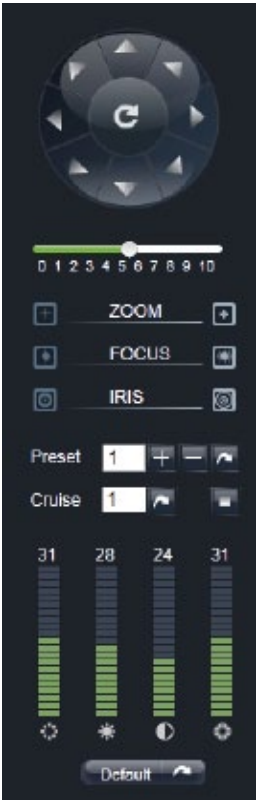 0 1 2 3 4 5 6 7 8 9 10
ZOOM
FOCUS
IRIS
Preset 1
Cruise 1
31 28 24 31
Default